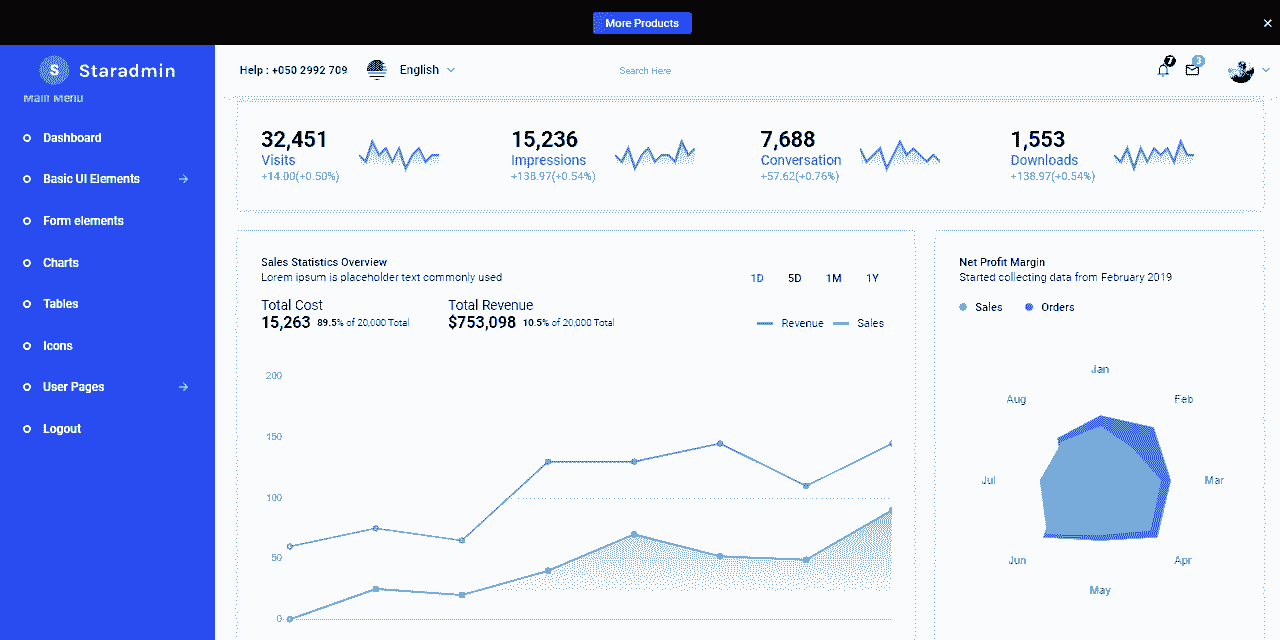 More Products
×
S Staradmin
Help : +050 2992 709
English
Search Here
7
3
Main Menu
Dashboard
Basic UI Elements
Form elements
Charts
Tables
Icons
User Pages
Logout
32,451
Visits
+14.00(+0.50%)
15,236
Impressions
+138.97(+0.54%)
7,688
Conversation
+57.62(+0.76%)
1,553
Downloads
+138.97(+0.54%)
Sales Statistics Overview
Lorem ipsum is placeholder text commonly used
1D 5D 1M 1Y
Total Cost
15,263 89.5% of 20,000 Total
Total Revenue
$753,098 10.5% of 20,000 Total
Revenue Sales
200
150
100
50
0
Net Profit Margin
Started collecting data from February 2019
Sales Orders
Jan
Feb
Mar
Apr
May
Jun
Jul
Aug